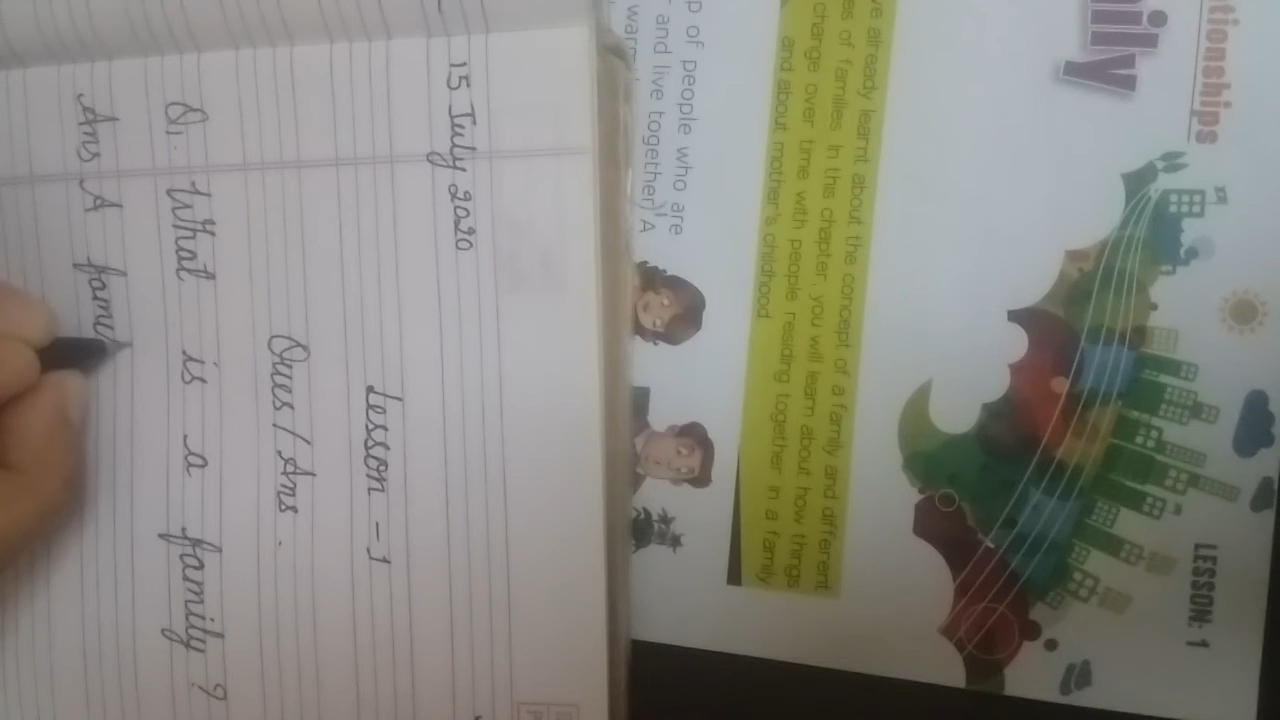 tionships
LESSON: 1
ily
ve already learnt about the concept of a family and different
es of families. In this chapter, you will learn about how things
change over time with people residing together in a family
and about mother's childhood
p of people who are
and live together) A
15 July 2020
Lesson - 1
Ques / Ans.
Q1. What is a family ?
Ans A fami